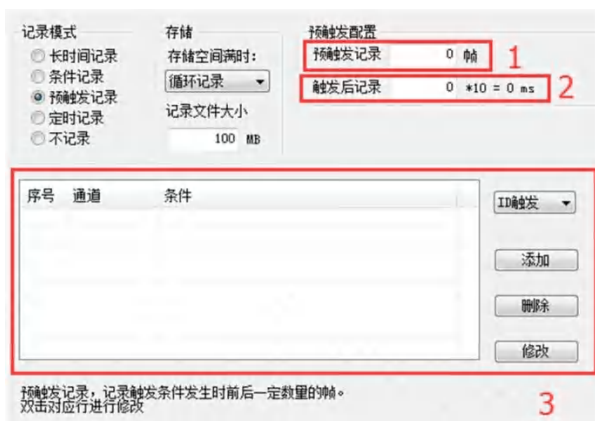 记录模式
长时间记录
条件记录
预触发记录
定时记录
不记录
存储
存储空间满时:
循环记录
记录文件大小
100 MB
预触发配置
预触发记录 0 帧 1
触发后记录 0 *10 = 0 ms 2
序号 通道 条件
ID触发
添加
删除
修改
预触发记录，记录触发条件发生时前后一定数量的帧。
双击对应行进行修改
3